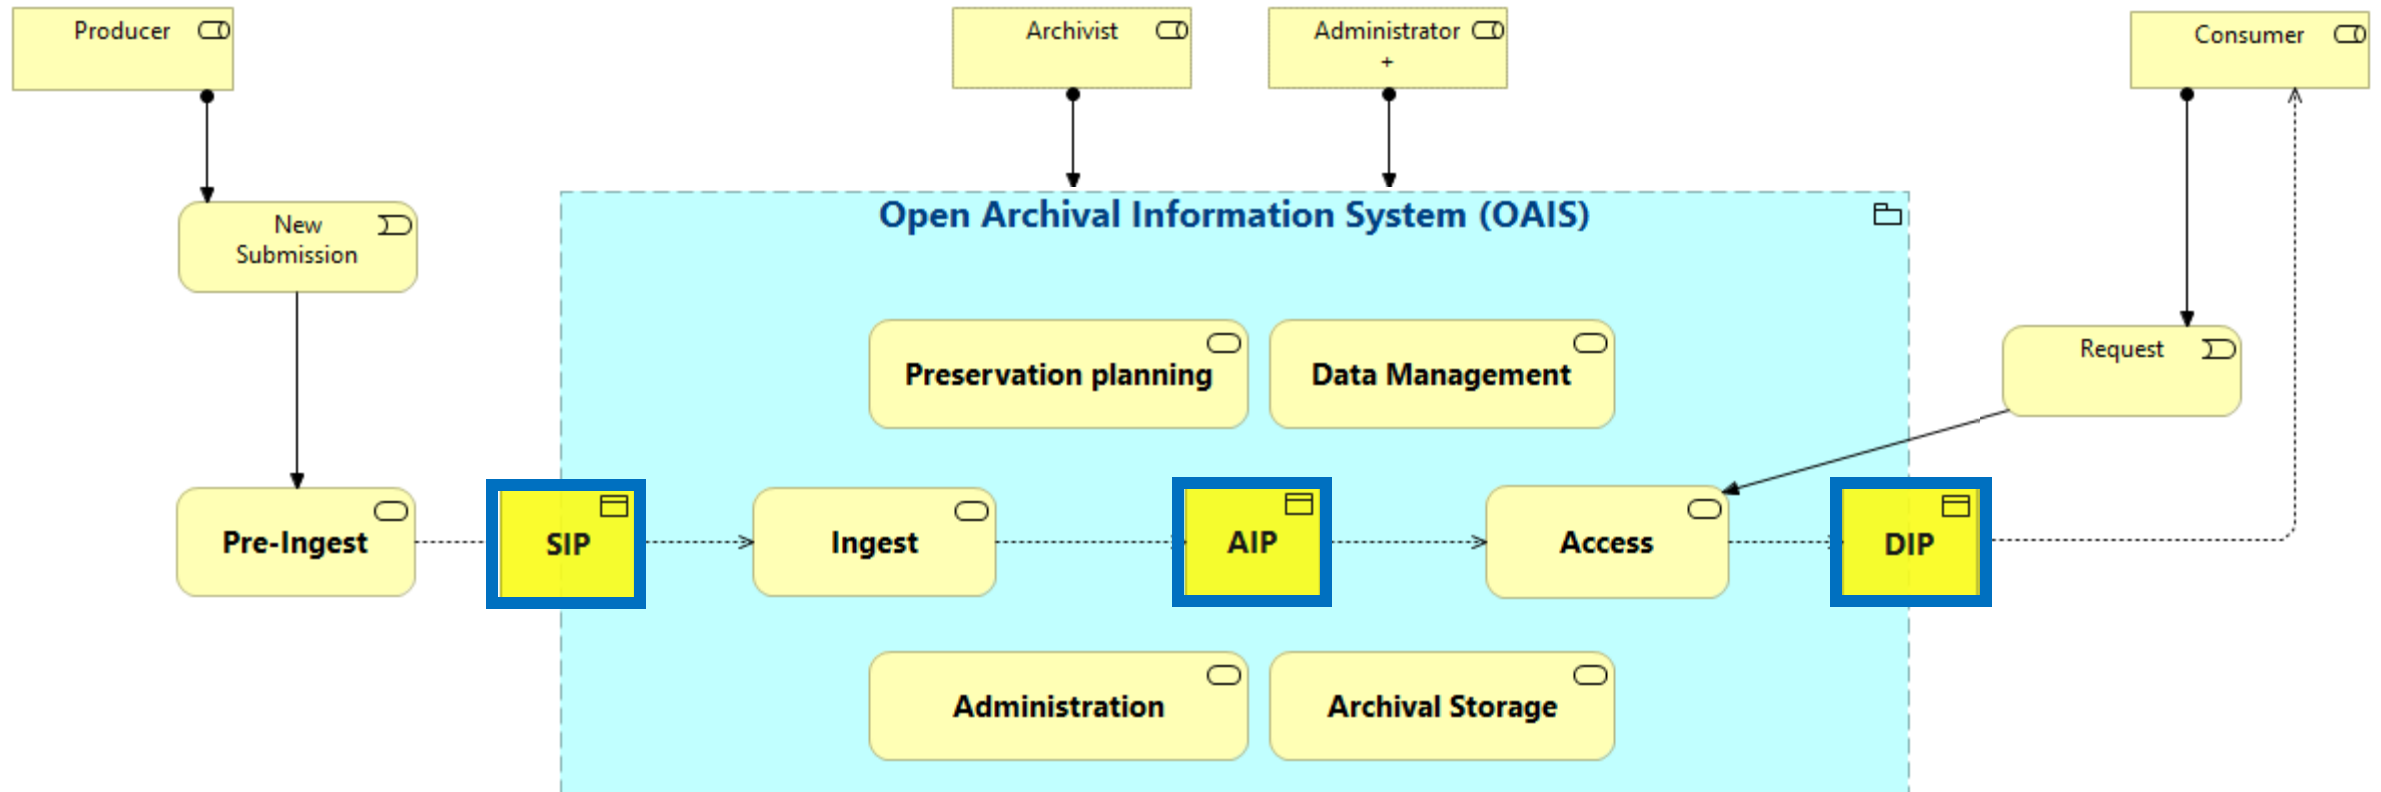 Producer
Archivist
Administrator
+
Consumer
New
Submission
Open Archival Information System (OAIS)
Preservation planning
Data Management
Request
Pre-Ingest
SIP
Ingest
AIP
Access
DIP
Administration
Archival Storage